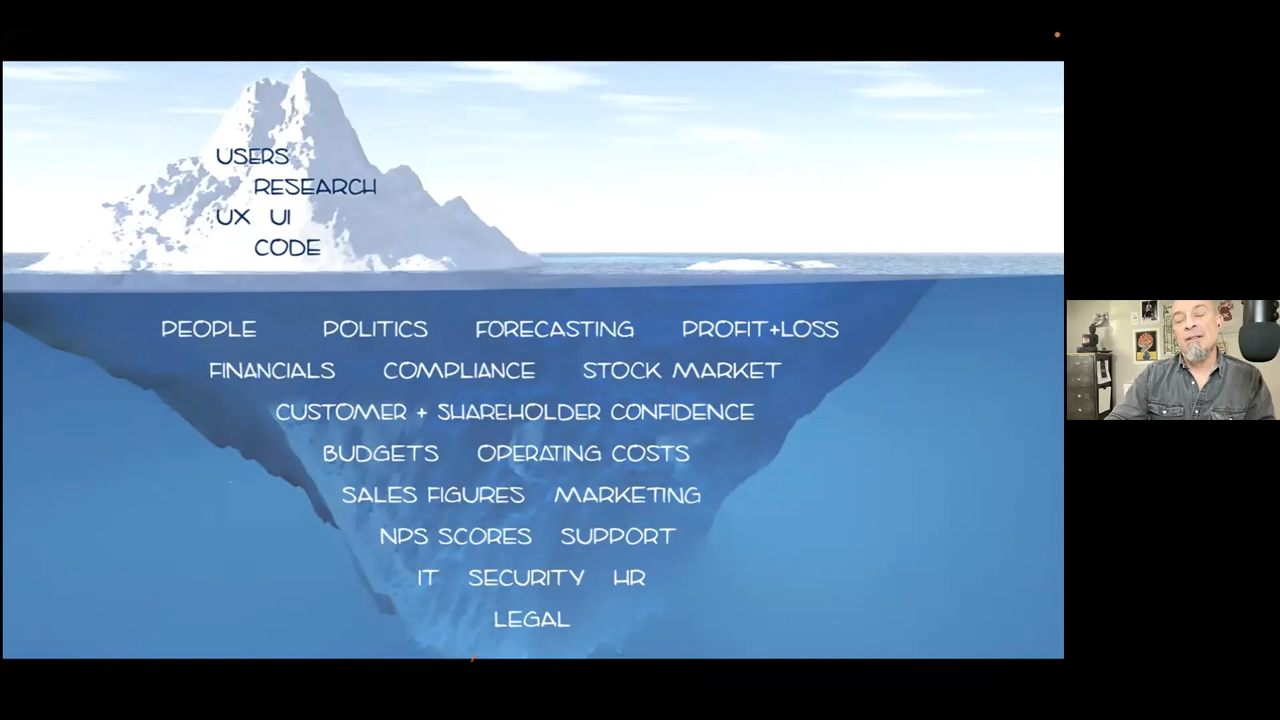 USERS
RESEARCH
UX UI
CODE
PEOPLE POLITICS FORECASTING PROFIT+LOSS
FINANCIALS COMPLIANCE STOCK MARKET
CUSTOMER + SHAREHOLDER CONFIDENCE
BUDGETS OPERATING COSTS
SALES FIGURES MARKETING
NPS SCORES SUPPORT
IT SECURITY HR
LEGAL